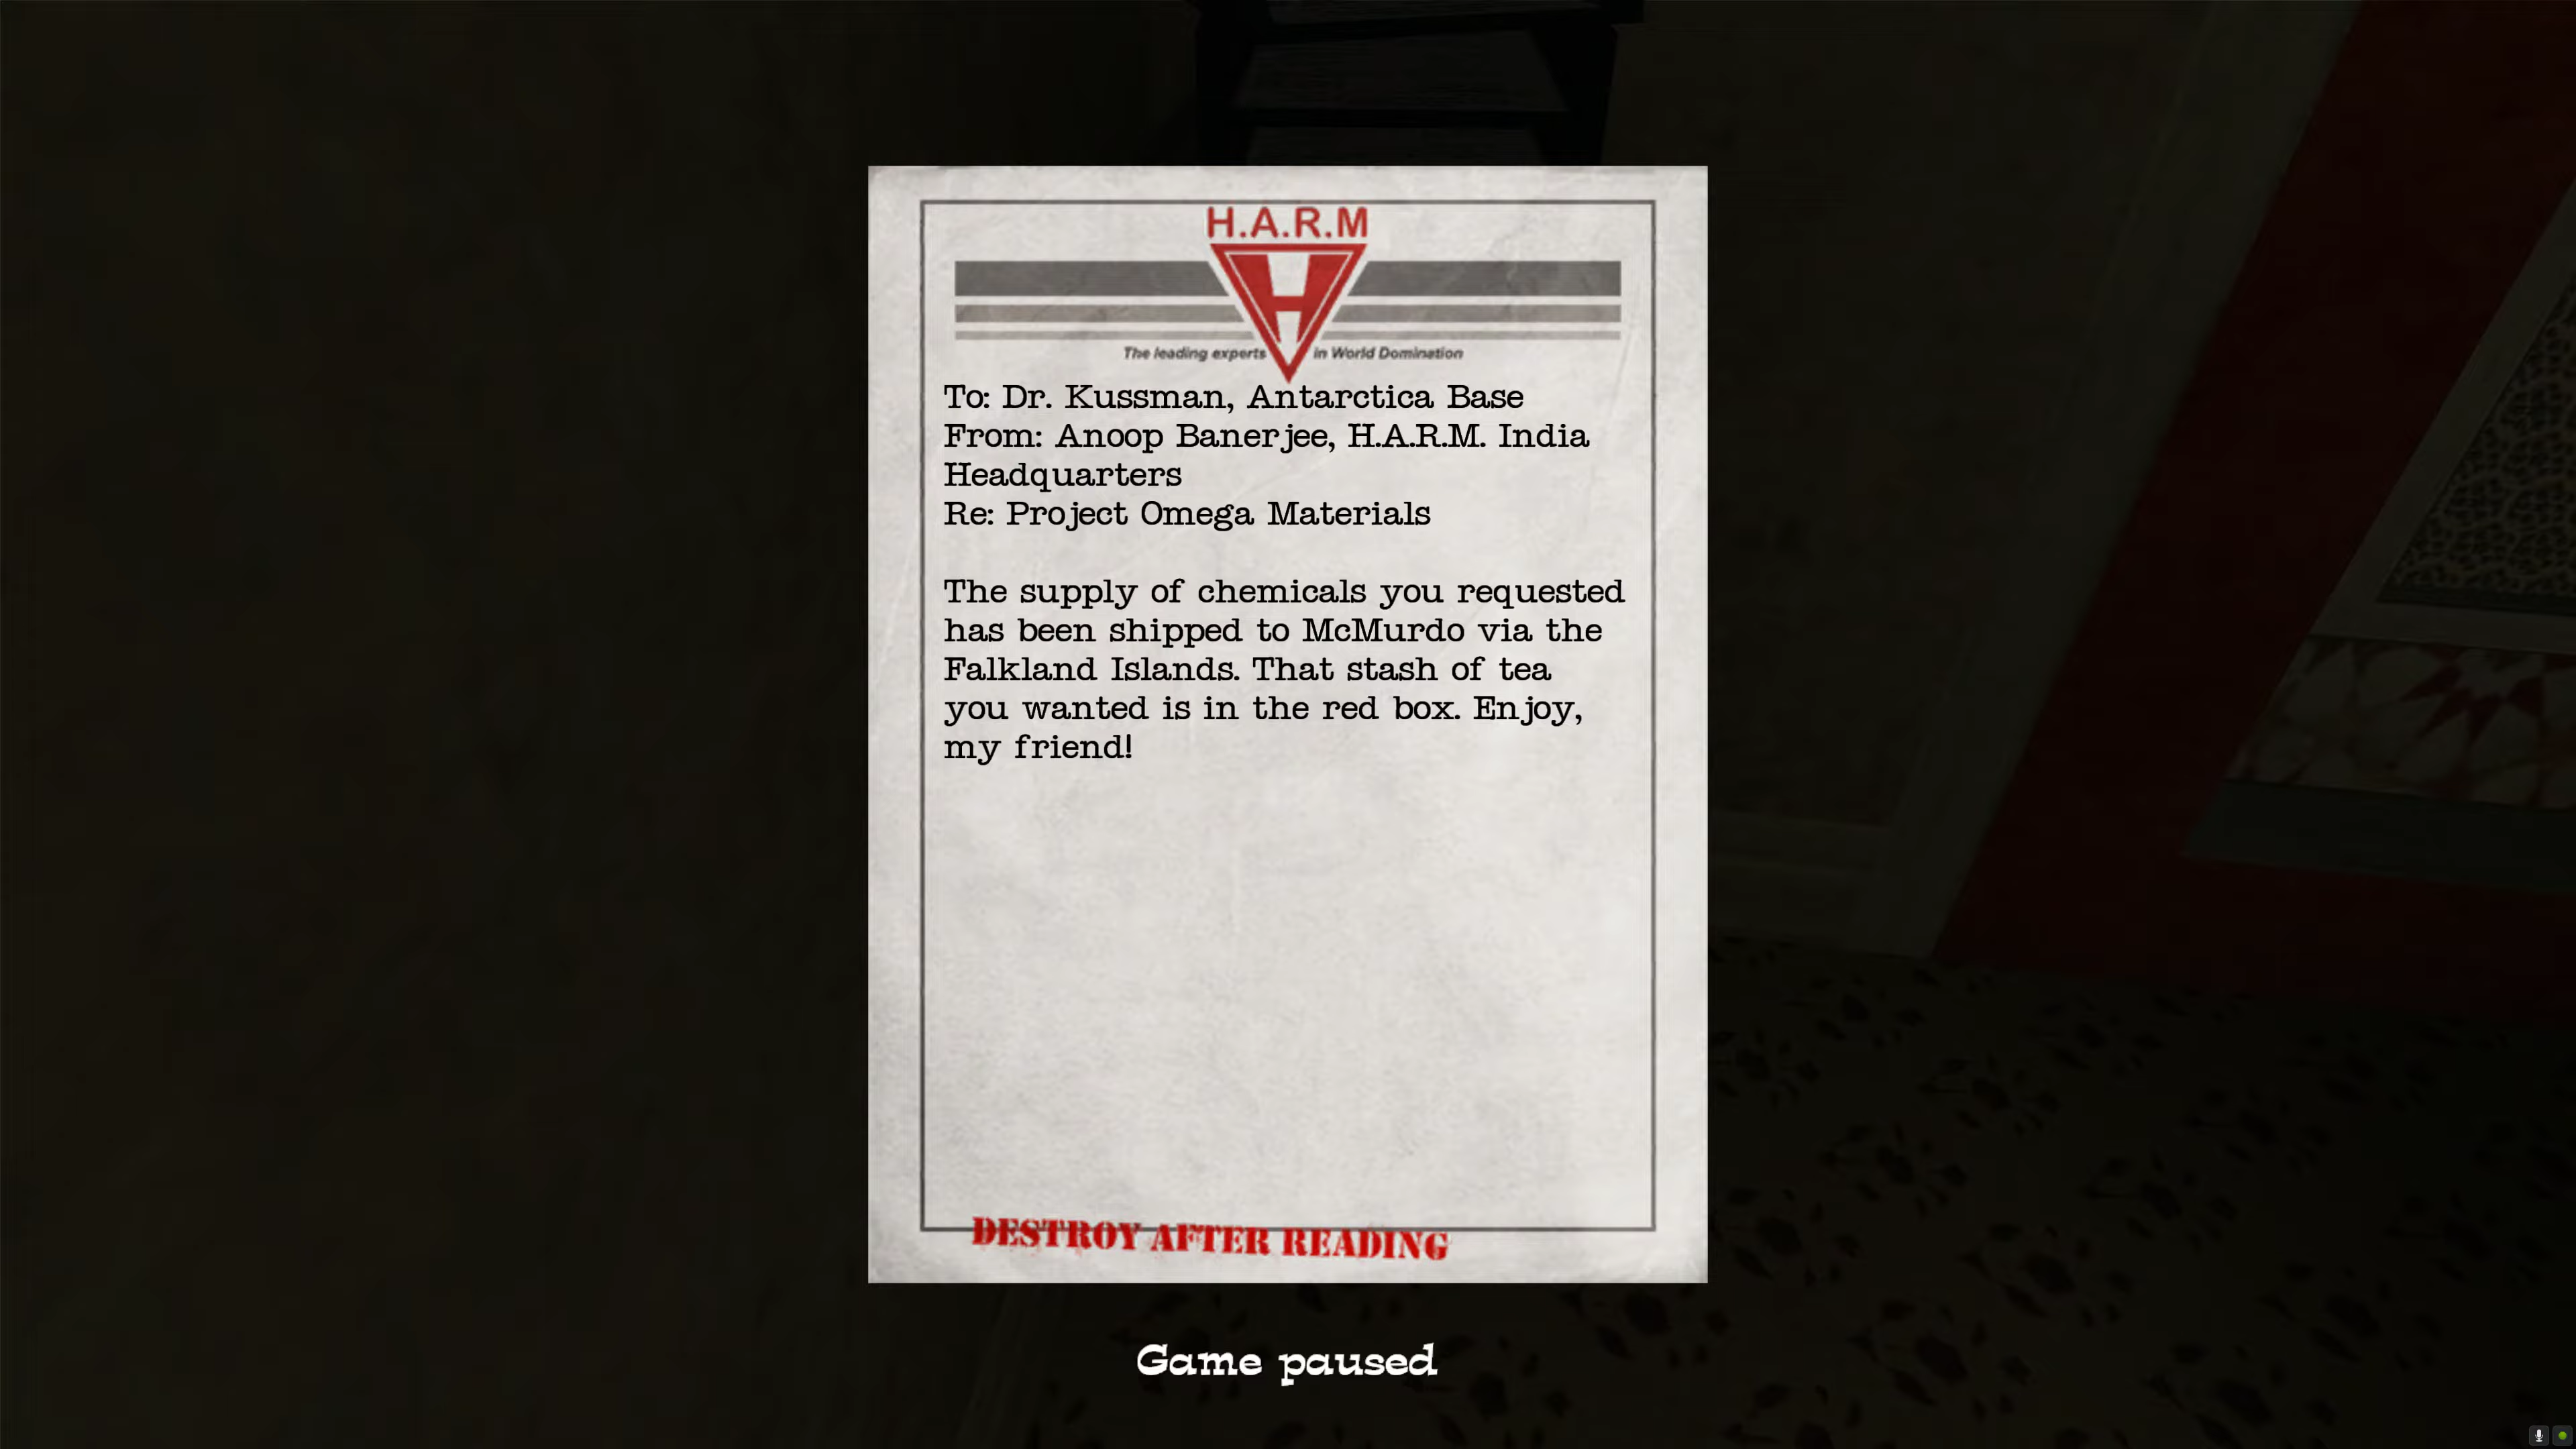 H.A.R.M
H
The leading experts in World Domination
To: Dr. Kussman, Antarctica Base
From: Anoop Banerjee, H.A.R.M. India
Headquarters
Re: Project Omega Materials
The supply of chemicals you requested
has been shipped to McMurdo via the
Falkland Islands. That stash of tea
you wanted is in the red box. Enjoy,
my friend!
DESTROY AFTER READING
Game paused